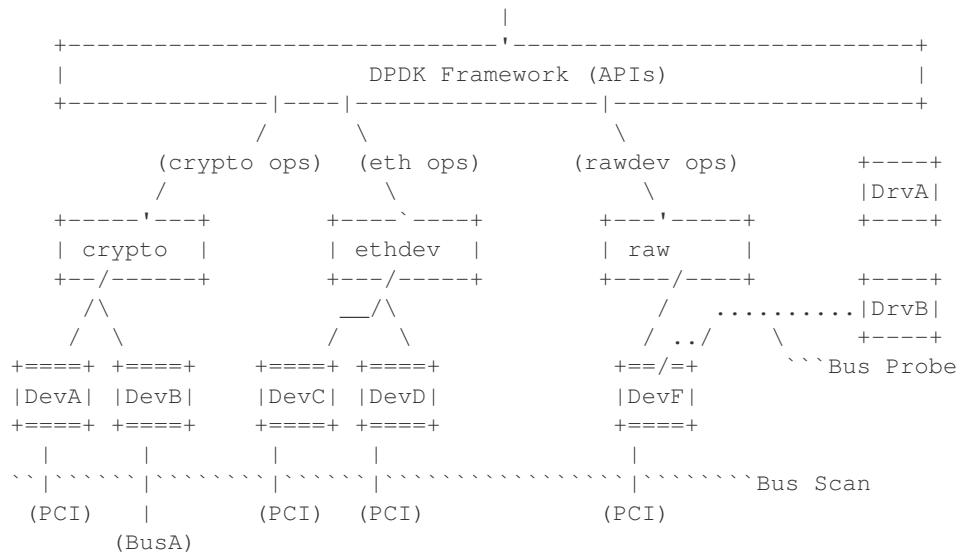 DPDK Framework (APIs)
(crypto ops) (eth ops) (rawdev ops)
DrvA
crypto ethdev raw
DrvB
Bus Probe
DevA DevB DevC DevD DevF
Bus Scan
(PCI) (PCI) (PCI) (PCI)
(BusA)